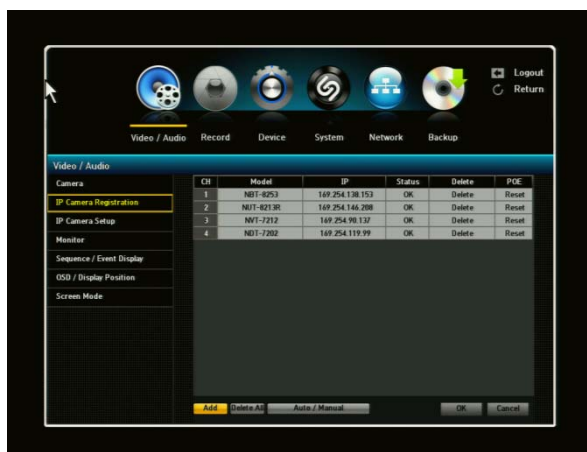 Logout
Return
Video / Audio Record Device System Network Backup
Video / Audio
Camera
IP Camera Registration
IP Camera Setup
Monitor
Sequence / Event Display
OSD / Display Position
Screen Mode
CH Model IP Status Delete POE
1 NBT-8253 169.254.138.153 OK Delete Reset
2 NUT-8213R 169.254.146.208 OK Delete Reset
3 NVT-7212 169.254.90.137 OK Delete Reset
4 NDT-7202 169.254.119.99 OK Delete Reset
Add Delete All Auto / Manual OK Cancel